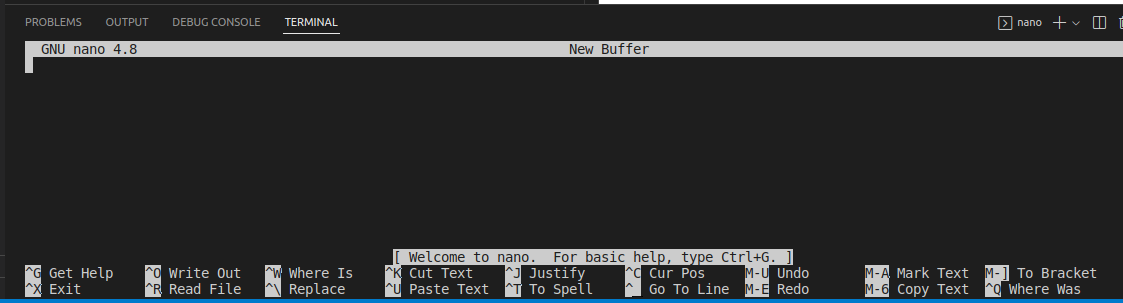 PROBLEMS OUTPUT DEBUG CONSOLE TERMINAL nano
GNU nano 4.8 New Buffer
[ Welcome to nano.  For basic help, type Ctrl+G. ]
^G Get Help ^O Write Out ^W Where Is ^K Cut Text ^J Justify ^C Cur Pos M-U Undo M-A Mark Text M-] To Bracket
^X Exit ^R Read File ^\ Replace ^U Paste Text ^T To Spell ^_ Go To Line M-E Redo M-6 Copy Text ^Q Where Was